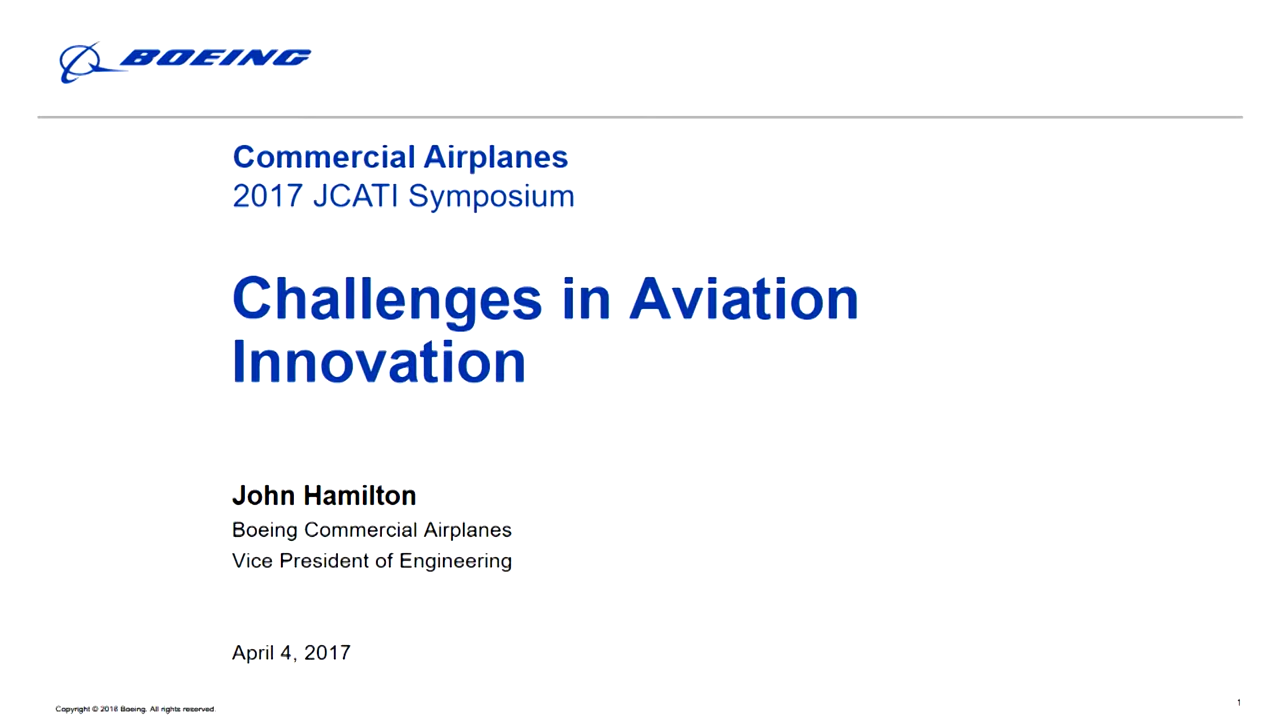 BOEING
Commercial Airplanes
2017 JCATI Symposium
Challenges in Aviation
Innovation
John Hamilton
Boeing Commercial Airplanes
Vice President of Engineering
April 4, 2017
Copyright © 2016 Boeing. All rights reserved.
1